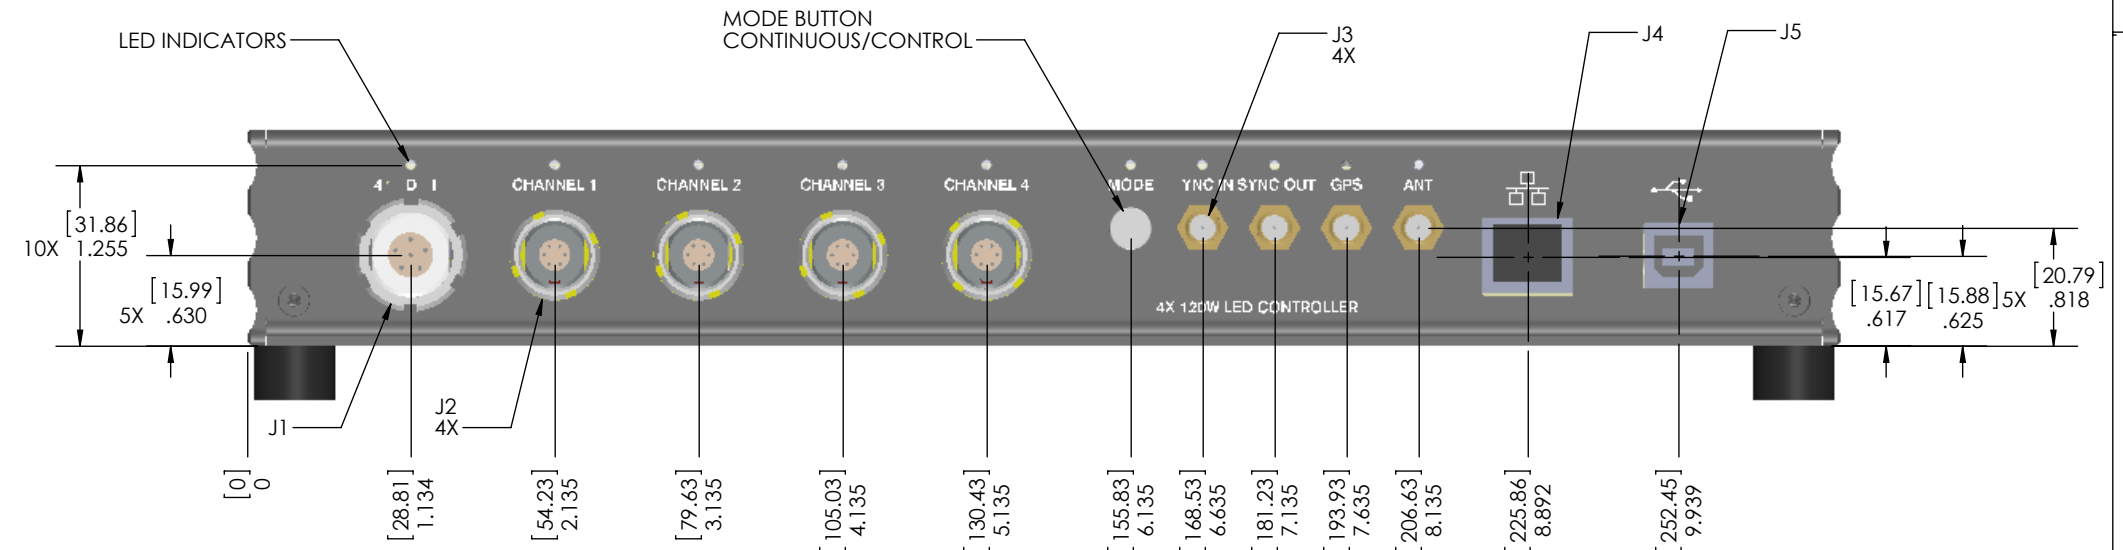 MODE BUTTON
CONTINUOUS/CONTROL
LED INDICATORS
J3
4X
J4
J5
CHANNEL 1
CHANNEL 2
CHANNEL 3
CHANNEL 4
MODE
YNC IN SYNC OUT
GPS
ANT
4X 120W LED CONTROLLER
10X [31.86]
1.255
5X [15.99]
.630
[15.67]
.617
[15.88] 5X
.625
[20.79]
.818
J1
J2
4X
[0]
0
[28.81]
1.134
[54.23]
2.135
[79.63]
3.135
105.03]
4.135
130.43]
5.135
155.83]
6.135
168.53]
6.635
181.23]
7.135
193.93]
7.635
206.63]
8.135
225.86]
8.892
252.45]
9.939